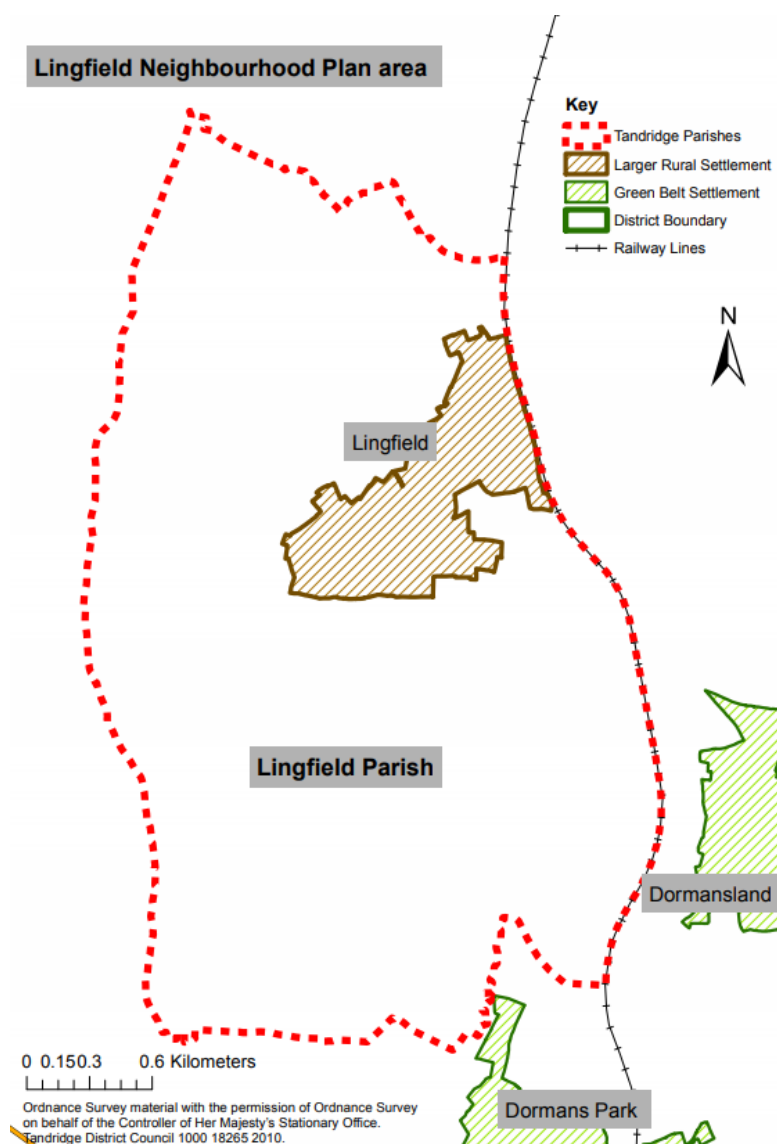 Lingfield Neighbourhood Plan area
Key
Tandridge Parishes
Larger Rural Settlement
Green Belt Settlement
District Boundary
Railway Lines
N
Lingfield
Lingfield Parish
Dormansland
Dormans Park
0 0.150.3 0.6 Kilometers
Ordnance Survey material with the permission of Ordnance Survey
on behalf of the Controller of Her Majesty's Stationary Office.
Tandridge District Council 1000 18265 2010.